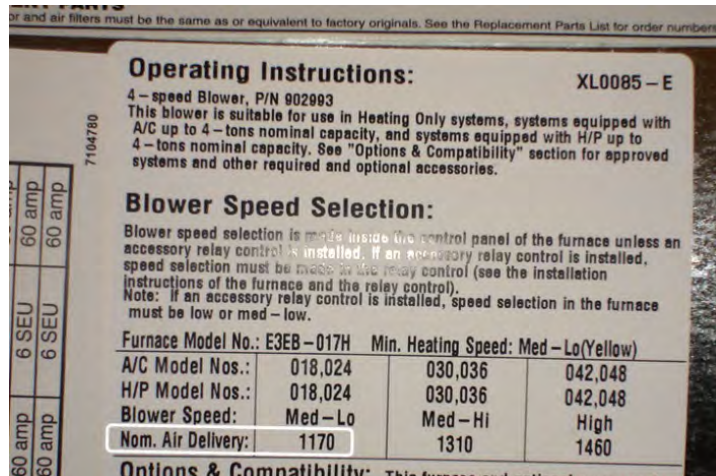 PARTS
or and air filters must be the same as or equivalent to factory originals. See the Replacement Parts List for order numbers
Operating Instructions: XL0085-E
4-speed Blower, P/N 902993
This blower is suitable for use in Heating Only systems, systems equipped with
A/C up to 4-tons nominal capacity, and systems equipped with H/P up to
4-tons nominal capacity. See "Options & Compatibility" section for approved
systems and other required and optional accessories.
7104780
Blower Speed Selection:
Blower speed selection is made inside the control panel of the furnace unless an
accessory relay control is installed. If an accessory relay control is installed,
speed selection must be made in the relay control (see the installation
instructions of the furnace and the relay control).
Note: If an accessory relay control is installed, speed selection in the furnace
must be low or med-low.
Furnace Model No.: E3EB-017H Min. Heating Speed: Med-Lo(Yellow)
A/C Model Nos.: 018,024 030,036 042,048
H/P Model Nos.: 018,024 030,036 042,048
Blower Speed: Med-Lo Med-Hi High
Nom. Air Delivery: 1170 1310 1460
Options & Compatibility:
60 amp
60 amp
6 SEU
6 SEU
60 amp
60 amp